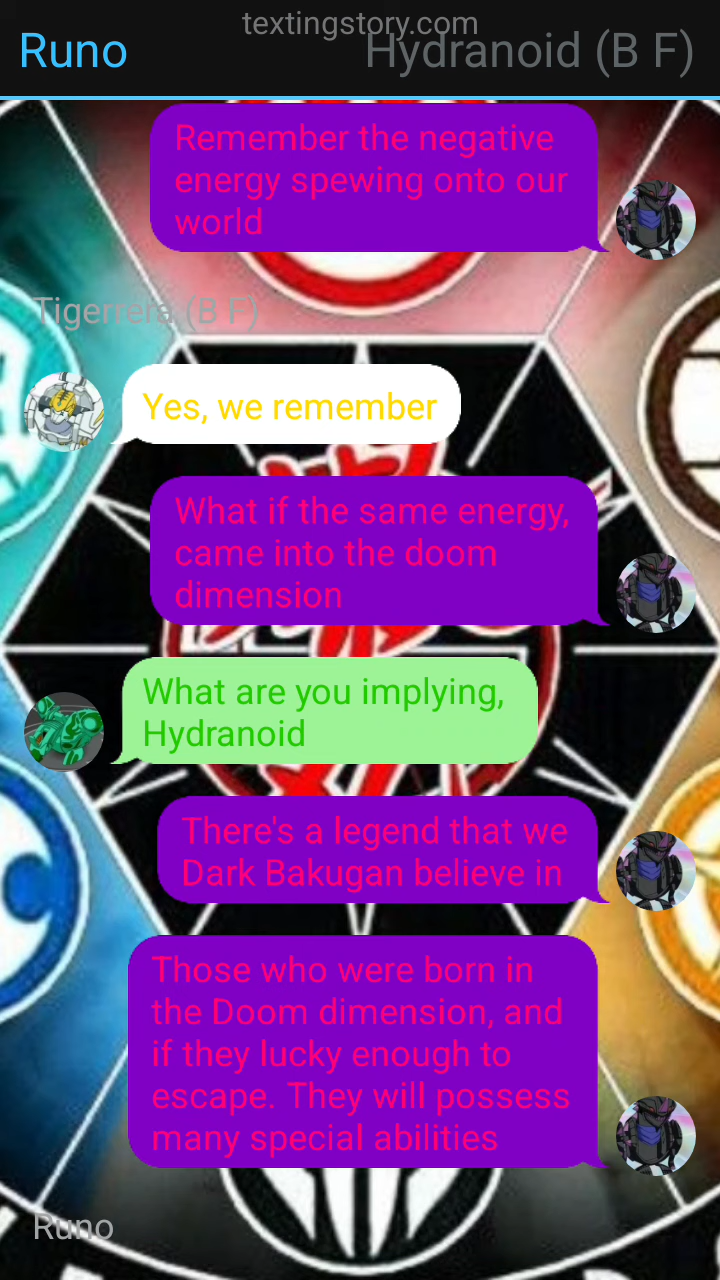 textingstory.com
Runo
Hydranoid (B F)
Remember the negative
energy spewing onto our
world
Tigerrera (B F)
Yes, we remember
What if the same energy,
came into the doom
dimension
What are you implying,
Hydranoid
There's a legend that we
Dark Bakugan believe in
Those who were born in
the Doom dimension, and
if they lucky enough to
escape. They will possess
many special abilities
Runo